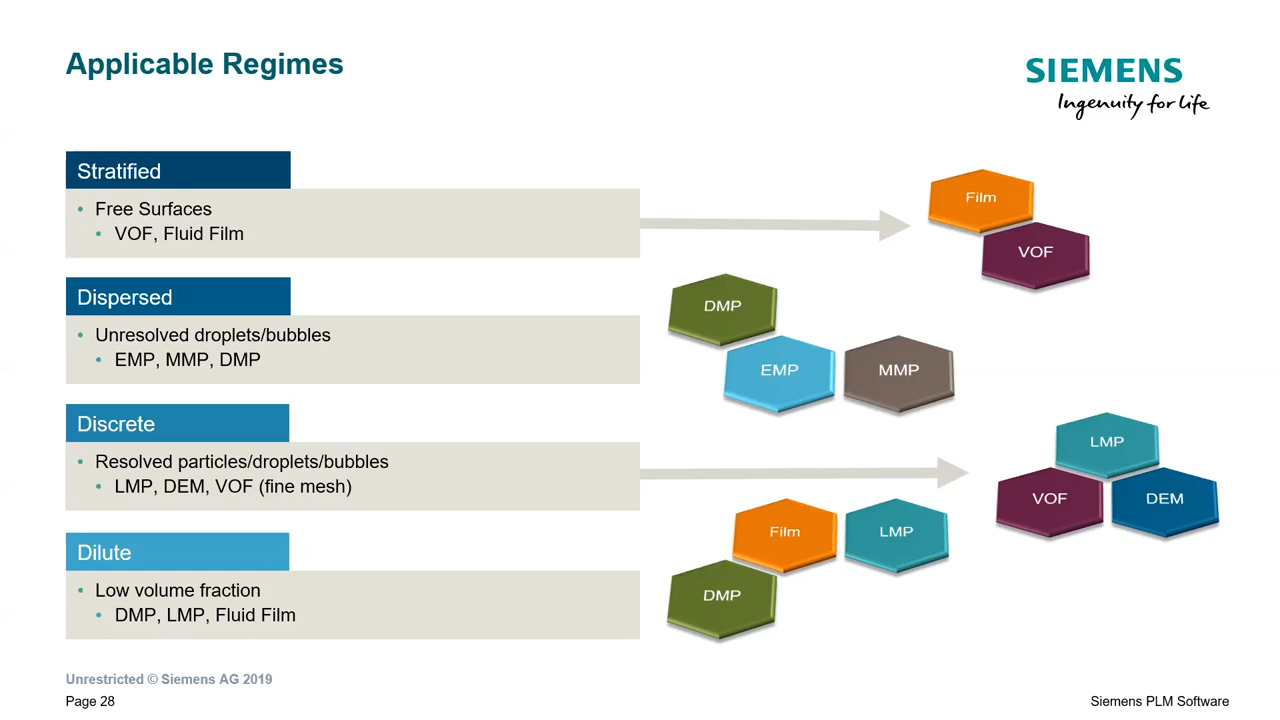 Applicable Regimes
SIEMENS
Ingenuity for life
Stratified
• Free Surfaces
• VOF, Fluid Film
Film
VOF
Dispersed
• Unresolved droplets/bubbles
• EMP, MMP, DMP
DMP
EMP
MMP
Discrete
• Resolved particles/droplets/bubbles
• LMP, DEM, VOF (fine mesh)
LMP
VOF
DEM
Dilute
• Low volume fraction
• DMP, LMP, Fluid Film
Film
LMP
DMP
Unrestricted © Siemens AG 2019
Page 28
Siemens PLM Software